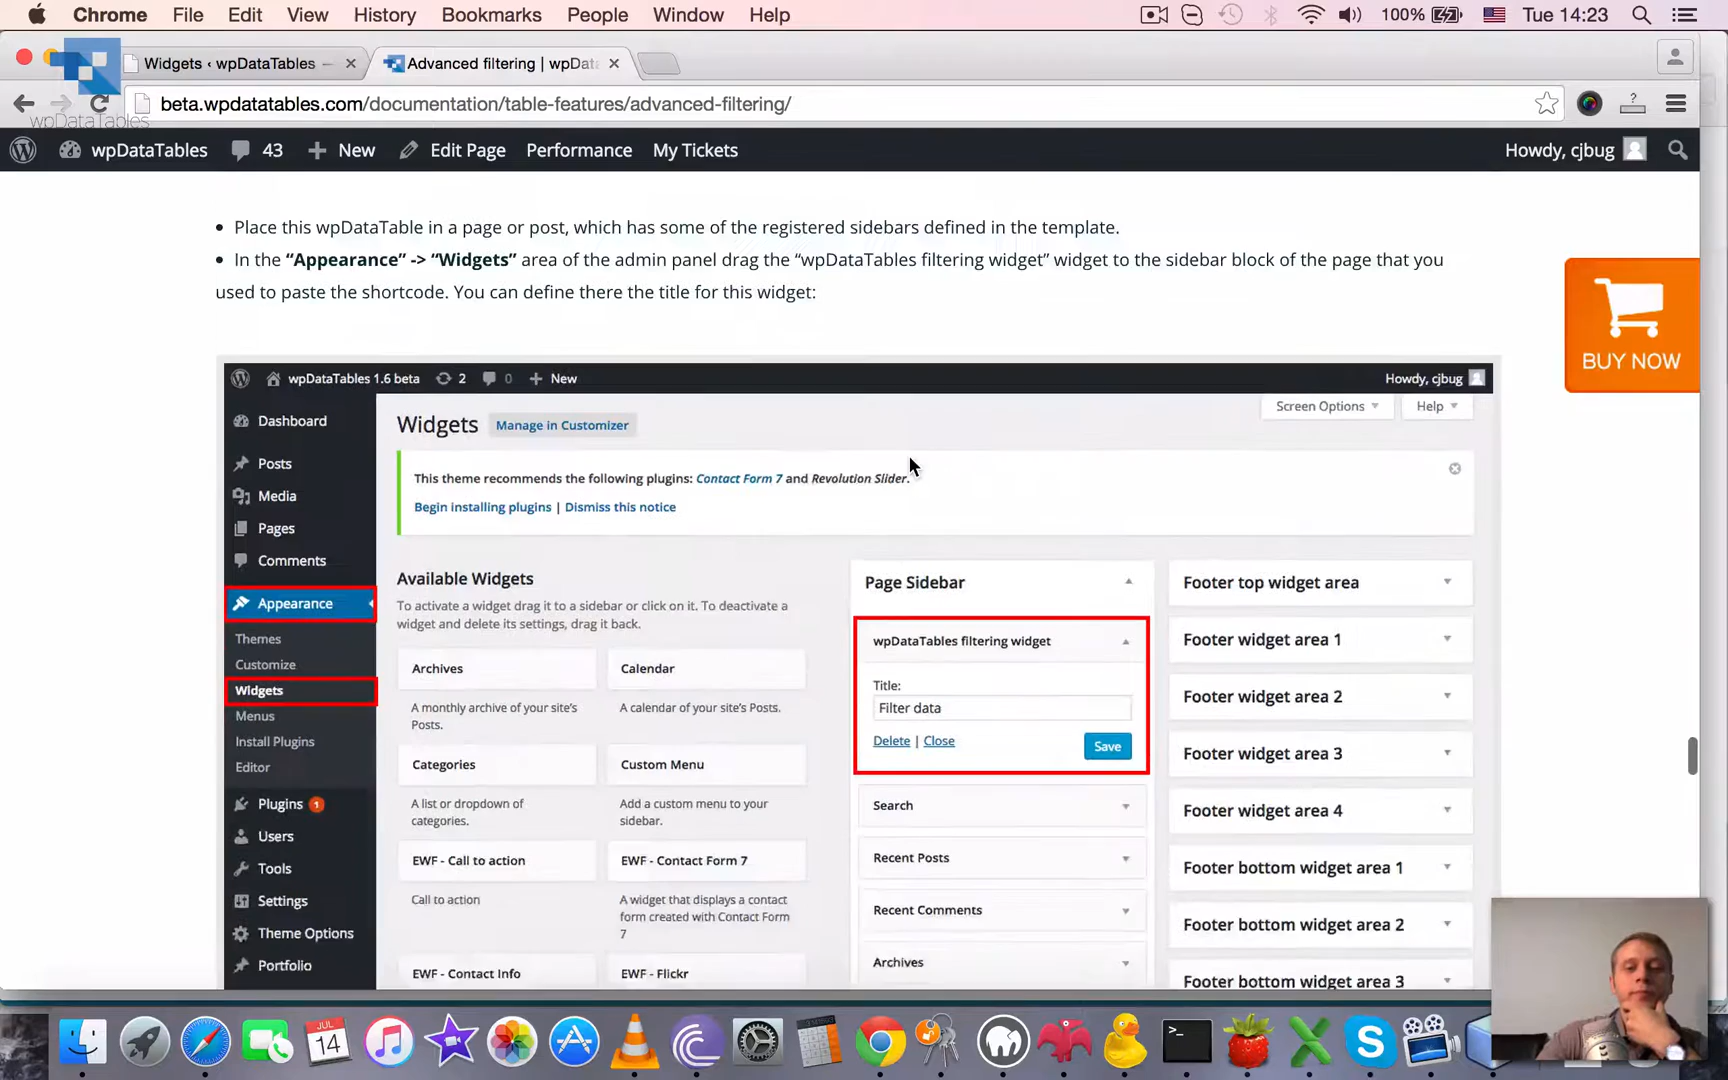 Chrome File Edit View History Bookmarks People Window Help 100% Tue 14:23
Widgets ‹ wpDataTables — Advanced filtering | wpData
beta.wpdatatables.com/documentation/table-features/advanced-filtering/
wpDataTables
wpDataTables 43 New Edit Page Performance My Tickets Howdy, cjbug
• Place this wpDataTable in a page or post, which has some of the registered sidebars defined in the template.
• In the “Appearance” -> “Widgets” area of the admin panel drag the “wpDataTables filtering widget” widget to the sidebar block of the page that you
used to paste the shortcode. You can define there the title for this widget:
BUY NOW
wpDataTables 1.6 beta 2 0 New Howdy, cjbug
Screen Options Help
Widgets Manage in Customizer
This theme recommends the following plugins: Contact Form 7 and Revolution Slider.
Begin installing plugins | Dismiss this notice
Dashboard
Posts
Media
Pages
Comments
Appearance
Themes
Customize
Widgets
Menus
Install Plugins
Editor
Plugins 1
Users
Tools
Settings
Theme Options
Portfolio
Available Widgets
To activate a widget drag it to a sidebar or click on it. To deactivate a
widget and delete its settings, drag it back.
Archives
A monthly archive of your site’s
Posts.
Calendar
A calendar of your site’s Posts.
Categories
A list or dropdown of
categories.
Custom Menu
Add a custom menu to your
sidebar.
EWF - Call to action
Call to action
EWF - Contact Form 7
A widget that displays a contact
form created with Contact Form
7
EWF - Contact Info
EWF - Flickr
Page Sidebar
wpDataTables filtering widget
Title:
Filter data
Delete | Close Save
Search
Recent Posts
Recent Comments
Archives
Footer top widget area
Footer widget area 1
Footer widget area 2
Footer widget area 3
Footer widget area 4
Footer bottom widget area 1
Footer bottom widget area 2
Footer bottom widget area 3
JUL
14